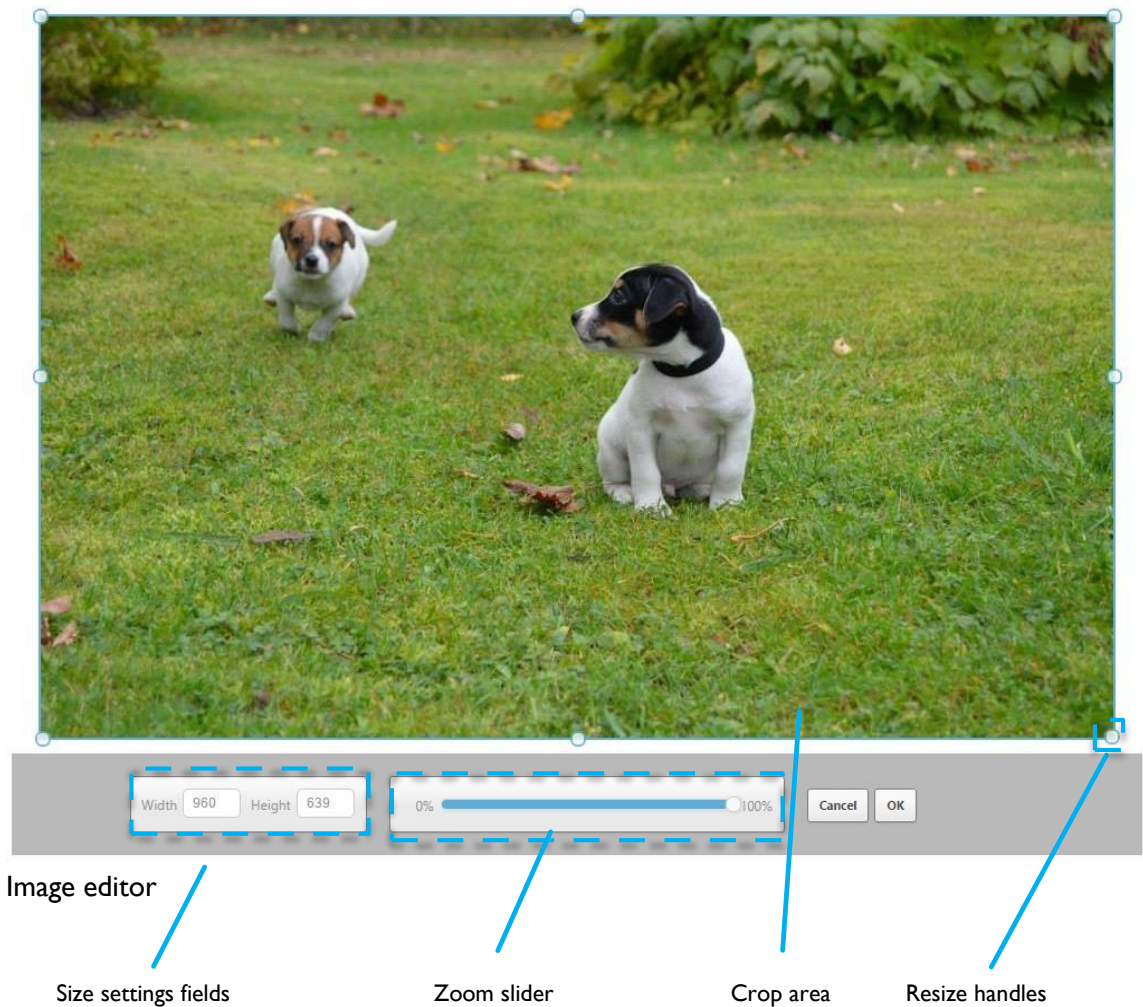 Width 960 Height 639 0% 100% Cancel OK
Image editor
Size settings fields Zoom slider Crop area Resize handles